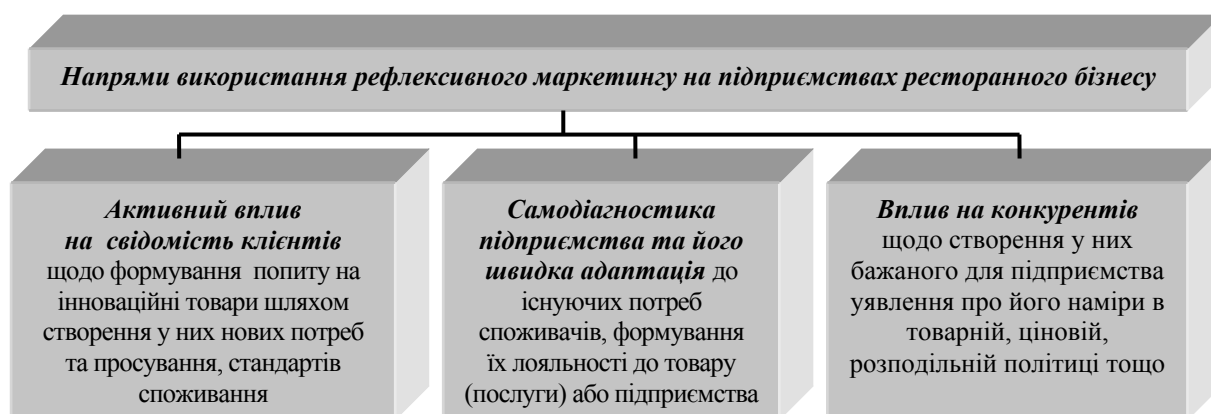 Напрями використання рефлексивного маркетингу на підприємствах ресторанного бізнесу
Активний вплив
на свідомість клієнтів
щодо формування попиту на
інноваційні товари шляхом
створення у них нових потреб
та просування, стандартів
споживання
Самодіагностика
підприємства та його
швидка адаптація до
існуючих потреб
споживачів, формування
їх лояльності до товару
(послуги) або підприємства
Вплив на конкурентів
щодо створення у них
бажаного для підприємства
уявлення про його наміри в
товарній, ціновій,
розподільній політиці тощо